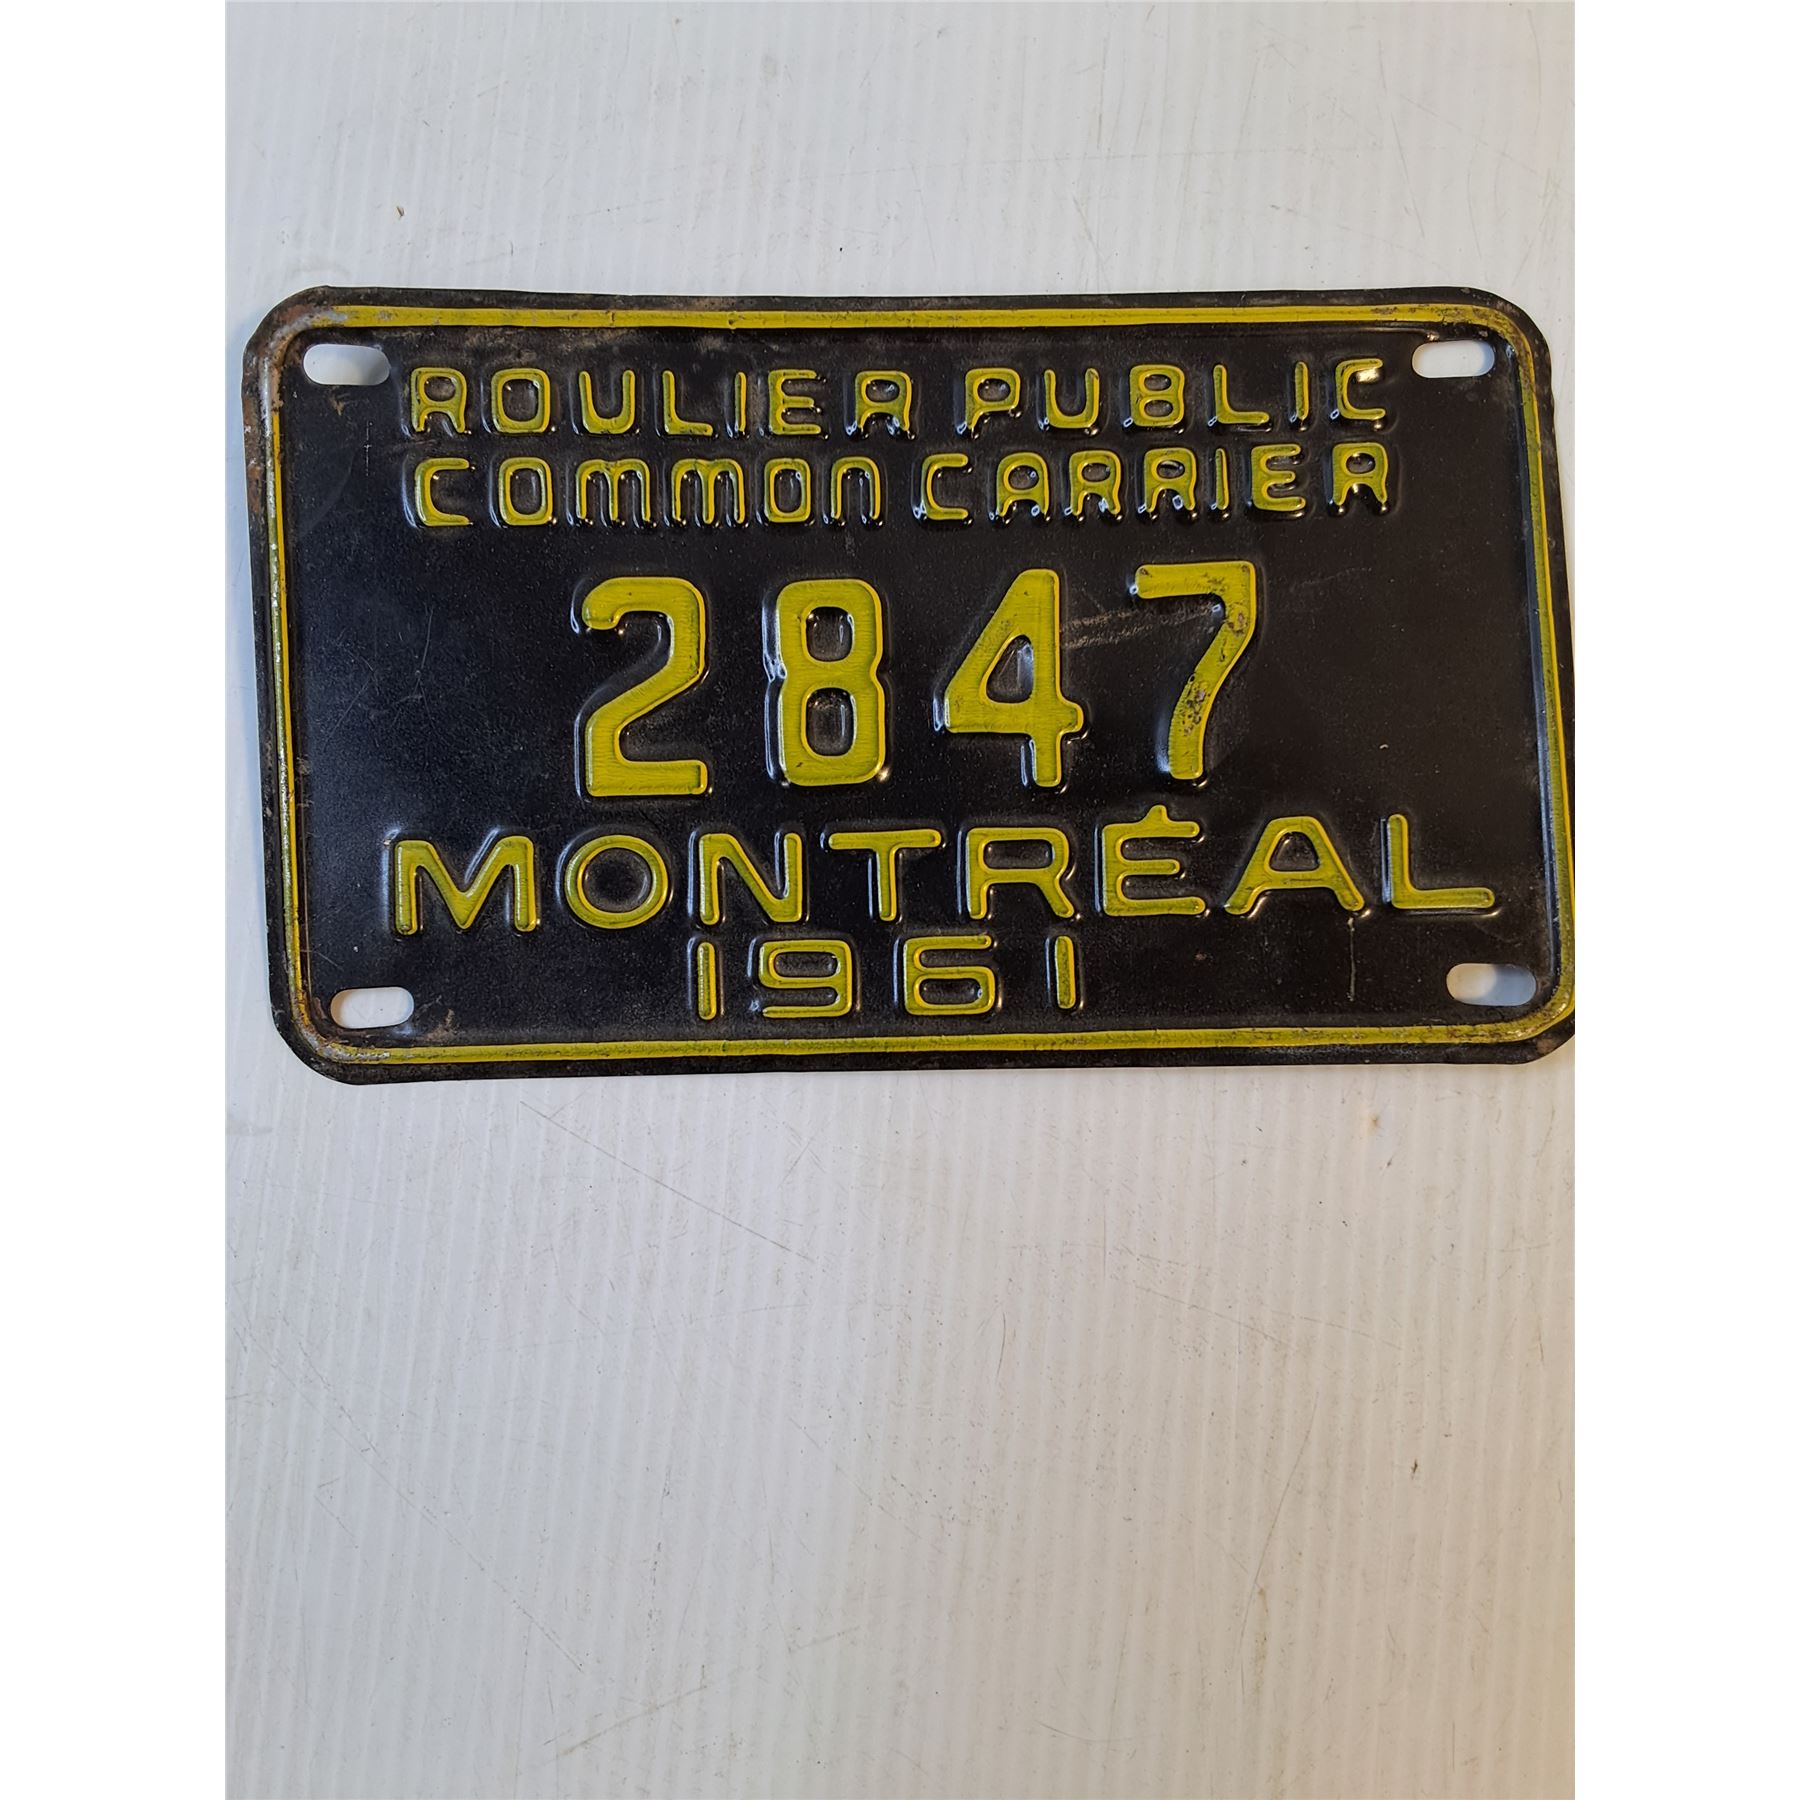 ROULIER PUBLIC
COMMON CARRIER
2847
MONTRÉAL
1961